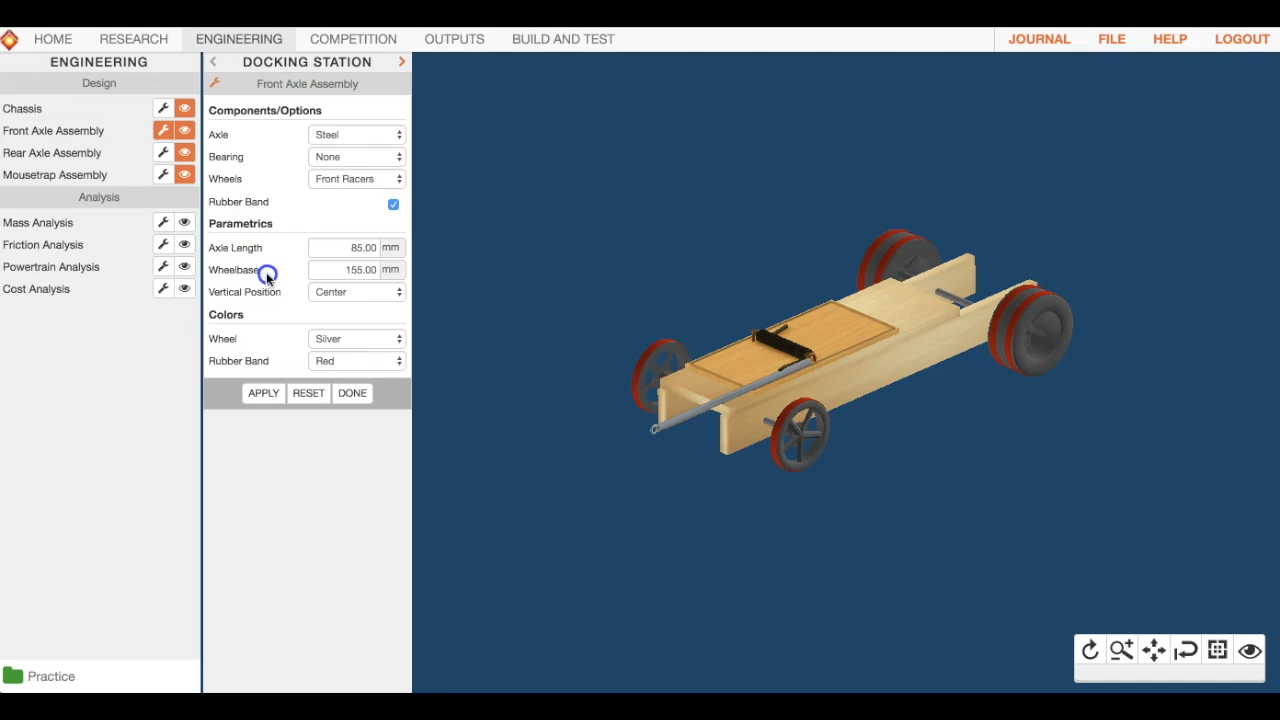 HOME RESEARCH ENGINEERING COMPETITION OUTPUTS BUILD AND TEST JOURNAL FILE HELP LOGOUT
ENGINEERING
Design
Chassis
Front Axle Assembly
Rear Axle Assembly
Mousetrap Assembly
Analysis
Mass Analysis
Friction Analysis
Powertrain Analysis
Cost Analysis
Practice
DOCKING STATION
Front Axle Assembly
Components/Options
Axle Steel
Bearing None
Wheels Front Racers
Rubber Band
Parametrics
Axle Length 85.00 mm
Wheelbase 155.00 mm
Vertical Position Center
Colors
Wheel Silver
Rubber Band Red
APPLY RESET DONE